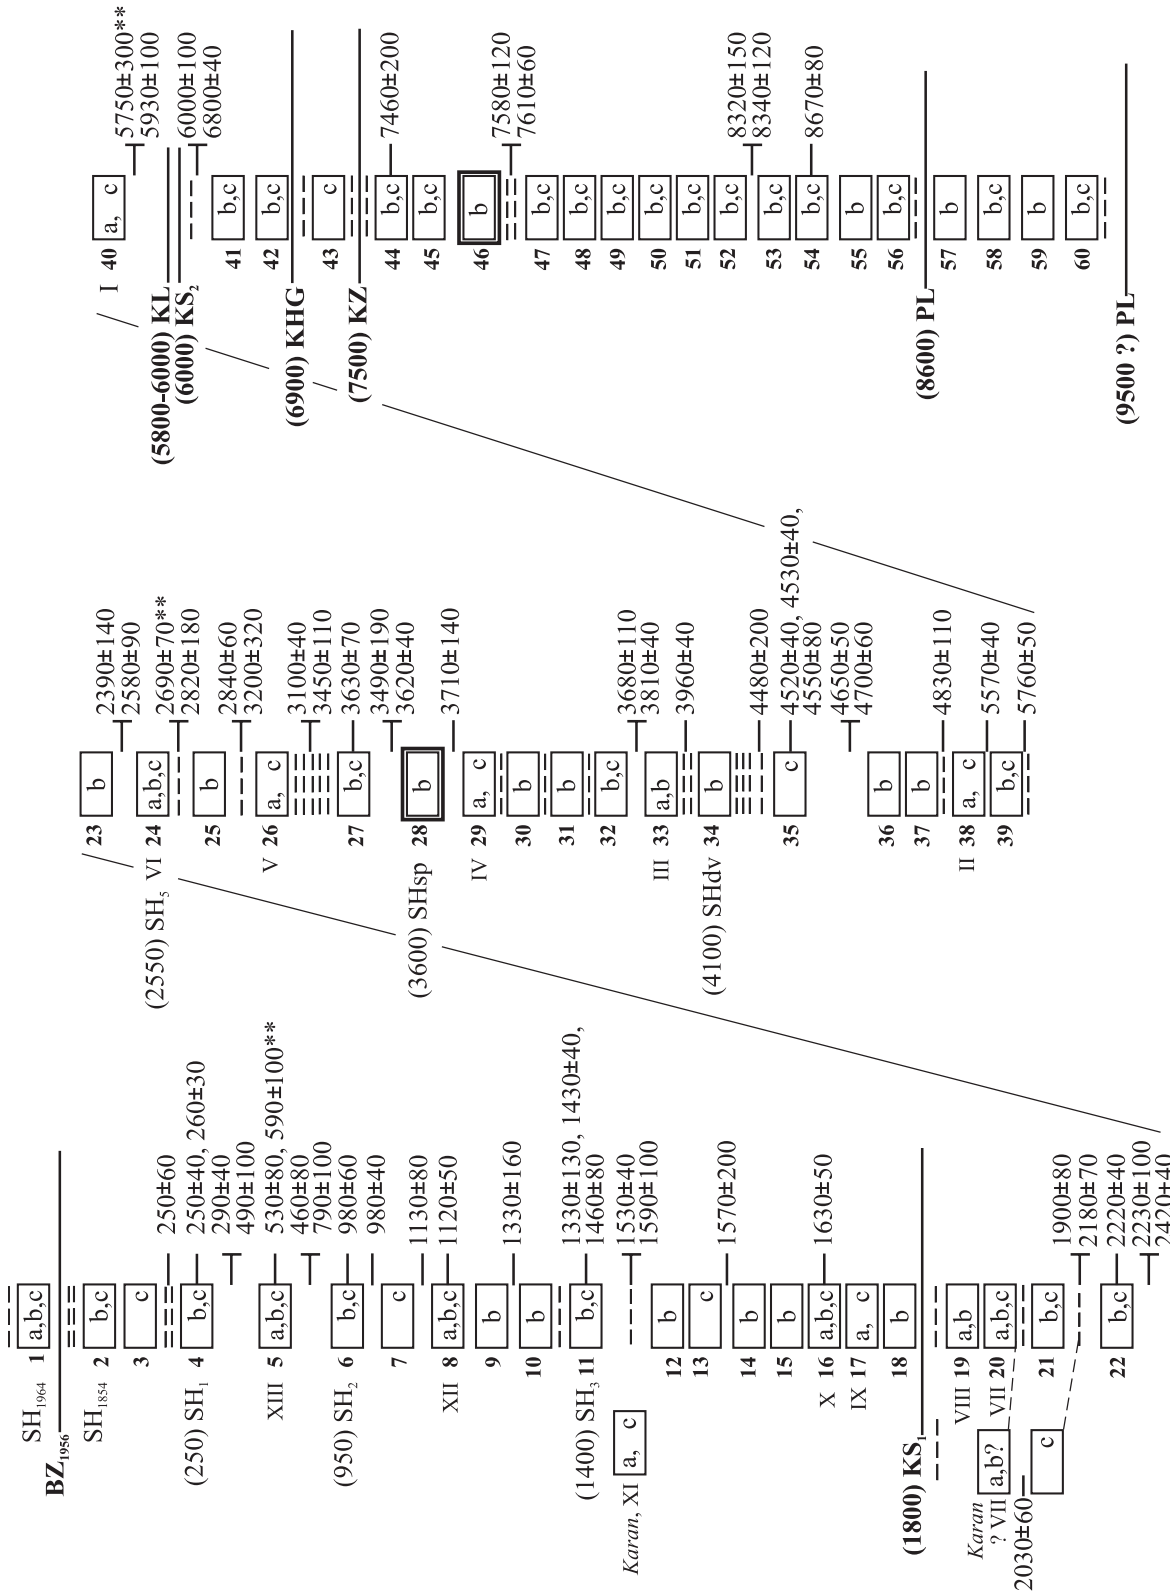 SH1964
1 a,b,c
BZ1956
SH1854
2 b,c
3 c
250±60
(250) SH1
4 b,c
250±40, 260±30
290±40
490±100
XIII
5 a,b,c
530±80, 590±100**
460±80
790±100
(950) SH2
6 b,c
980±60
980±40
7 c
1130±80
XII
8 a,b,c
1120±50
9 b
1330±160
10 b
(1400) SH3
11 b,c
1330±130, 1430±40,
1460±80
Karan, XI
a, c
1530±40
1590±100
12 b
13 c
1570±200
14 b
15 b
X
16 a,b,c
1630±50
IX
17 a, c
18 b
(1800) KS1
VIII
19 a,b
VII
20 a,b,c
Karan
? VII
a,b?
2030±60
c
21 b,c
1900±80
2180±70
22 b,c
2220±40
2230±100
2420±40
23 b
2390±140
2580±90
(2550) SH5
VI
24 a,b,c
2690±70**
2820±180
25 b
2840±60
3200±320
V
26 a, c
3100±40
3450±110
27 b,c
3630±70
3490±190
3620±40
(3600) SHsp
28 b
3710±140
IV
29 a, c
30 b
31 b
32 b,c
3680±110
3810±40
III
33 a,b
3960±40
(4100) SHdv
34 b
4480±200
35 c
4520±40, 4530±40,
4550±80
4650±50
4700±60
36 b
37 b
4830±110
II
38 a, c
5570±40
39 b,c
5760±50
I
40 a, c
5750±300**
5930±100
(5800-6000) KL
(6000) KS2
6000±100
6800±40
41 b,c
42 b,c
(6900) KHG
43 c
(7500) KZ
44 b,c
7460±200
45 b,c
46 b
7580±120
7610±60
47 b,c
48 b,c
49 b,c
50 b,c
51 b,c
52 b,c
8320±150
8340±120
53 b,c
54 b,c
8670±80
55 b
56 b,c
(8600) PL
57 b
58 b,c
59 b
60 b,c
(9500 ?) PL